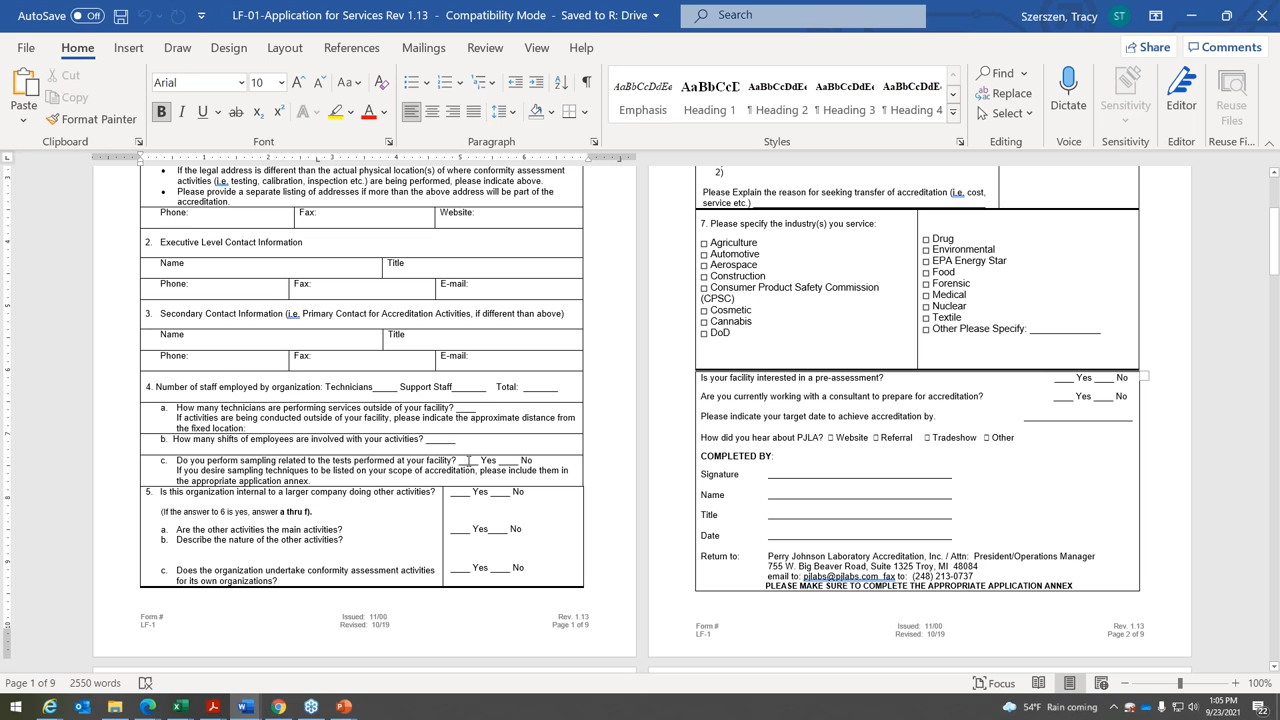 AutoSave Off LF-01-Application for Services Rev 1.13 - Compatibility Mode - Saved to R: Drive Search Szerszen, Tracy ST
File Home Insert Draw Design Layout References Mailings Review View Help Share Comments
Paste Cut Copy Format Painter
Clipboard
Arial 10
Font
Paragraph
AaBbCcDdEe AaBbCcD AaBbCcDdEe AaBbCcDdEe AaBbCcDdE
Emphasis Heading 1 ¶ Heading 2 ¶ Heading 3 ¶ Heading 4
Styles
Find
Replace
Select
Editing
Dictate
Voice
Sensitivity
Sensitivity
Editor
Editor
Reuse Files
Reuse Fi...
• If the legal address is different than the actual physical location(s) of where conformity assessment
activities (i.e. testing, calibration, inspection etc.) are being performed, please indicate above.
• Please provide a separate listing of addresses if more than the above address will be part of the
accreditation.
Phone: Fax: Website:
2. Executive Level Contact Information
Name Title
Phone: Fax: E-mail:
3. Secondary Contact Information (i.e. Primary Contact for Accreditation Activities, if different than above)
Name Title
Phone: Fax: E-mail:
4. Number of staff employed by organization: Technicians_____ Support Staff_______ Total: _______
a. How many technicians are performing services outside of your facility? ____
If activities are being conducted outside of your facility, please indicate the approximate distance from
the fixed location:
b. How many shifts of employees are involved with your activities? ______
c. Do you perform sampling related to the tests performed at your facility? ____ Yes ____ No
If you desire sampling techniques to be listed on your scope of accreditation, please include them in
the appropriate application annex.
5. Is this organization internal to a larger company doing other activities? ____ Yes ____ No
(If the answer to 6 is yes, answer a thru f).
a. Are the other activities the main activities? ____ Yes____ No
b. Describe the nature of the other activities?
c. Does the organization undertake conformity assessment activities ____ Yes ____ No
for its own organizations?
Form # Issued: 11/00 Rev. 1.13
LF-1 Revised: 10/19 Page 1 of 9
2)
Please Explain the reason for seeking transfer of accreditation (i.e. cost,
service etc.)
7. Please specify the industry(s) you service:
☐ Agriculture
☐ Automotive
☐ Aerospace
☐ Construction
☐ Consumer Product Safety Commission
(CPSC)
☐ Cosmetic
☐ Cannabis
☐ DoD
☐ Drug
☐ Environmental
☐ EPA Energy Star
☐ Food
☐ Forensic
☐ Medical
☐ Nuclear
☐ Textile
☐ Other Please Specify: ____________
Is your facility interested in a pre-assessment? ____ Yes ____ No
Are you currently working with a consultant to prepare for accreditation? ____ Yes ____ No
Please indicate your target date to achieve accreditation by.
How did you hear about PJLA? ☐ Website ☐ Referral ☐ Tradeshow ☐ Other
COMPLETED BY:
Signature
Name
Title
Date
Return to: Perry Johnson Laboratory Accreditation, Inc. / Attn: President/Operations Manager
755 W. Big Beaver Road, Suite 1325 Troy, MI 48084
email to: pjlabs@pjlabs.com fax to: (248) 213-0737
PLEASE MAKE SURE TO COMPLETE THE APPROPRIATE APPLICATION ANNEX
Form # Issued: 11/00 Rev. 1.13
LF-1 Revised: 10/19 Page 2 of 9
Page 1 of 9 2550 words Focus 100%
54°F Rain coming 1:05 PM
9/23/2021 22